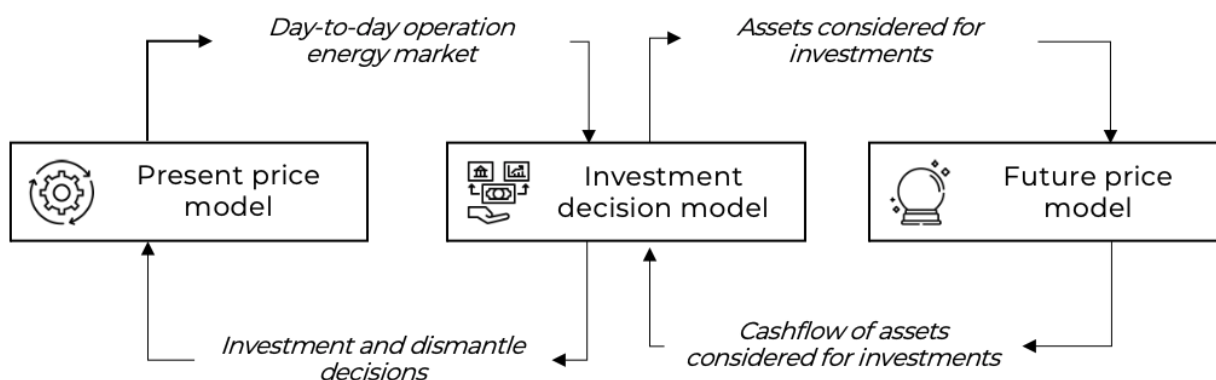 Day-to-day operation
energy market
Assets considered for
investments
Present price
model
Investment
decision model
Future price
model
Investment and dismantle
decisions
Cashflow of assets
considered for investments